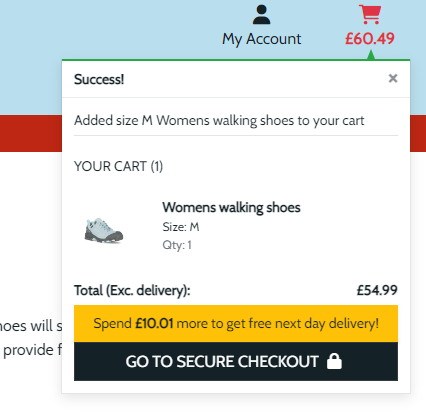 My Account
£60.49
Success!
×
Added size M Womens walking shoes to your cart
YOUR CART (1)
Womens walking shoes
Size: M
Qty: 1
Total (Exc. delivery): £54.99
hoes will s
Spend £10.01 more to get free next day delivery!
provide f
GO TO SECURE CHECKOUT